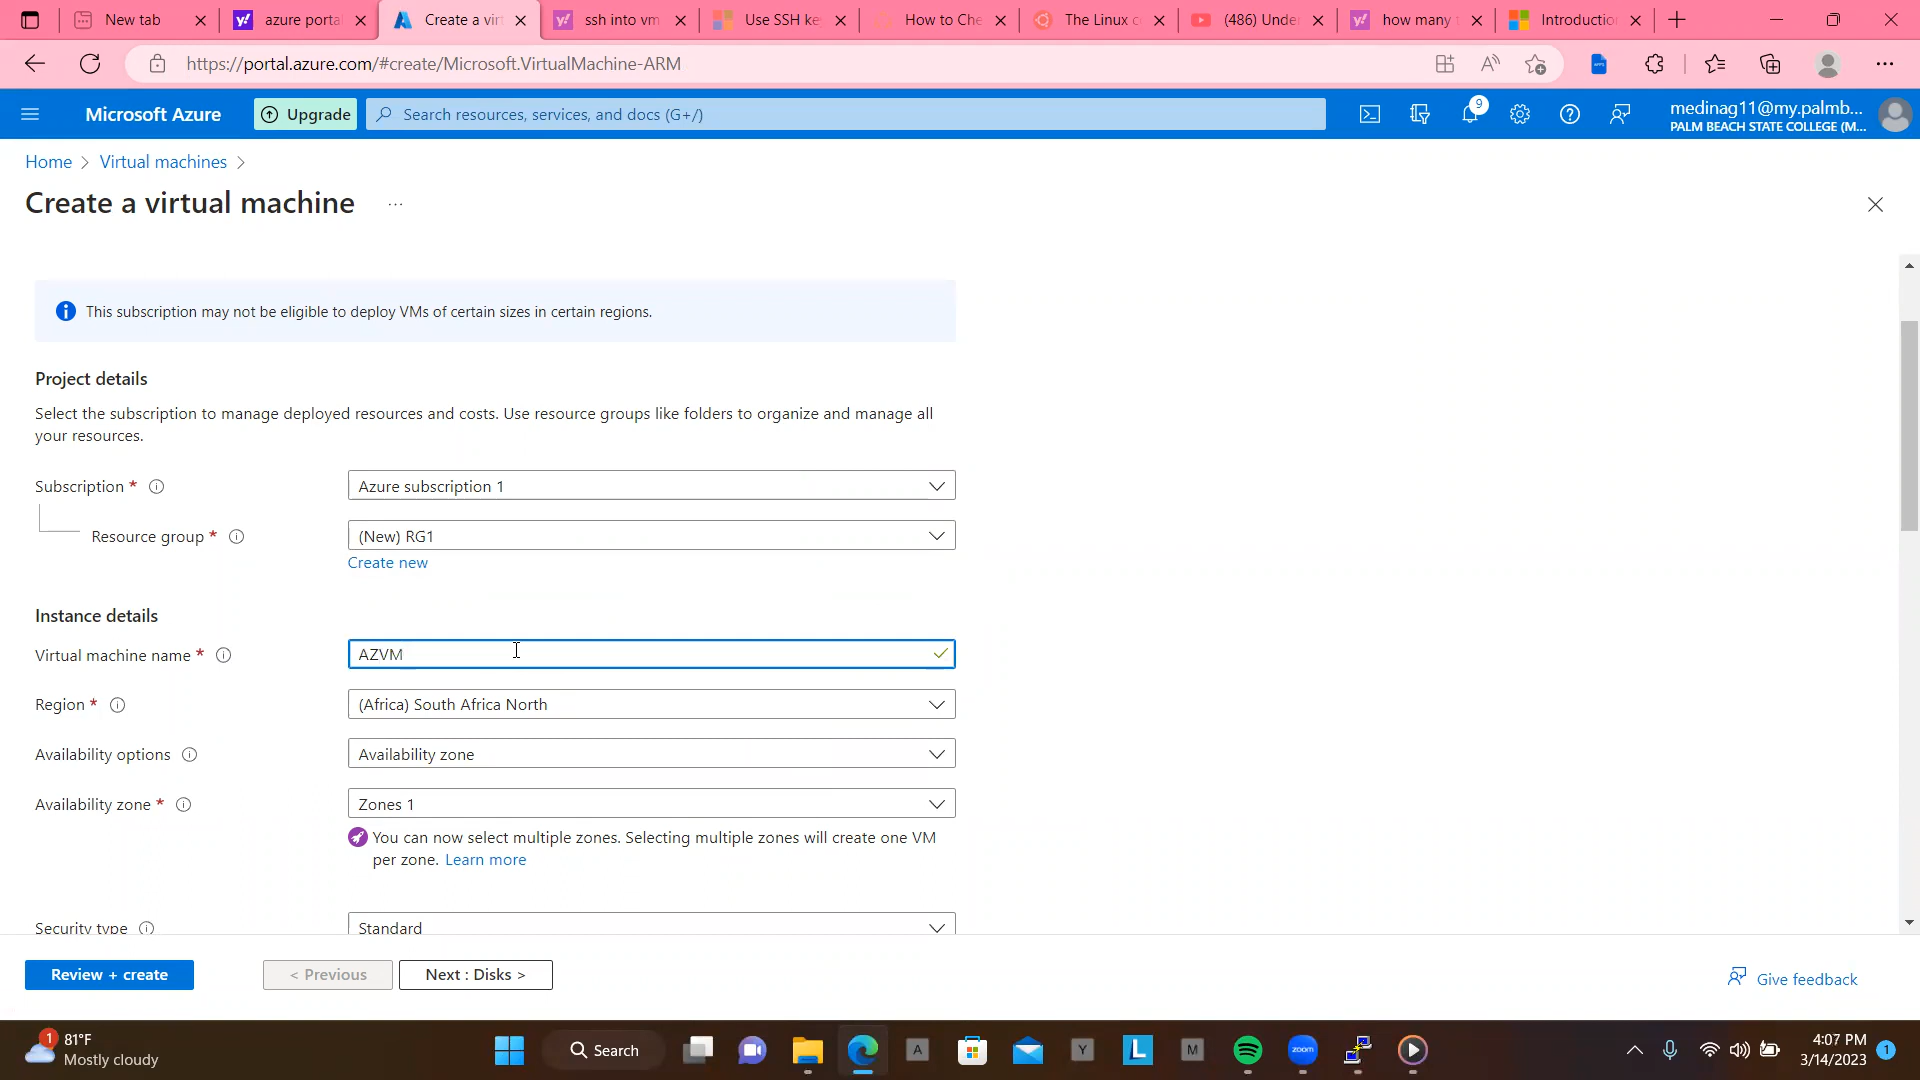 New tab
azure porta
Create a vir
ssh into vm
Use SSH ke
How to Che
The Linux c
(486) Unde
how many
Introduction
https://portal.azure.com/#create/Microsoft.VirtualMachine-ARM
Microsoft Azure
Upgrade
Search resources, services, and docs (G+/)
9
medinag11@my.palmb...
PALM BEACH STATE COLLEGE (M...
Home > Virtual machines >
Create a virtual machine ...
This subscription may not be eligible to deploy VMs of certain sizes in certain regions.
Project details
Select the subscription to manage deployed resources and costs. Use resource groups like folders to organize and manage all
your resources.
Subscription *
Azure subscription 1
Resource group *
(New) RG1
Create new
Instance details
Virtual machine name *
AZVM
Region *
(Africa) South Africa North
Availability options
Availability zone
Availability zone *
Zones 1
You can now select multiple zones. Selecting multiple zones will create one VM
per zone. Learn more
Security type
Standard
Review + create
< Previous
Next : Disks >
Give feedback
1
81°F
Mostly cloudy
Search
A
Y
L
M
zoom
4:07 PM
3/14/2023
1